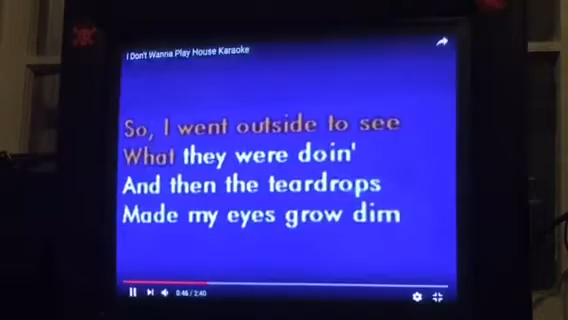 I Don't Wanna Play House Karaoke
So, I went outside to see
What they were doin'
And then the teardrops
Made my eyes grow dim
0:46 / 2:40